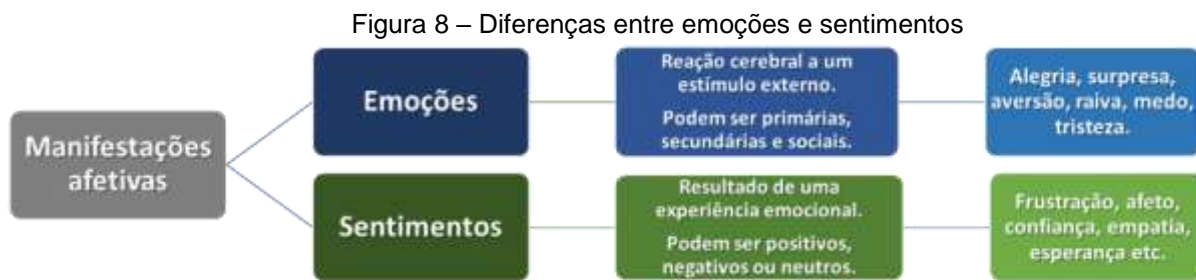 Figura 8 – Diferenças entre emoções e sentimentos
Manifestações
afetivas
Emoções
Reação cerebral a um
estímulo externo.
Podem ser primárias,
secundárias e sociais.
Alegria, surpresa,
aversão, raiva, medo,
tristeza.
Sentimentos
Resultado de uma
experiência emocional.
Podem ser positivos,
negativos ou neutros.
Frustração, afeto,
confiança, empatia,
esperança etc.